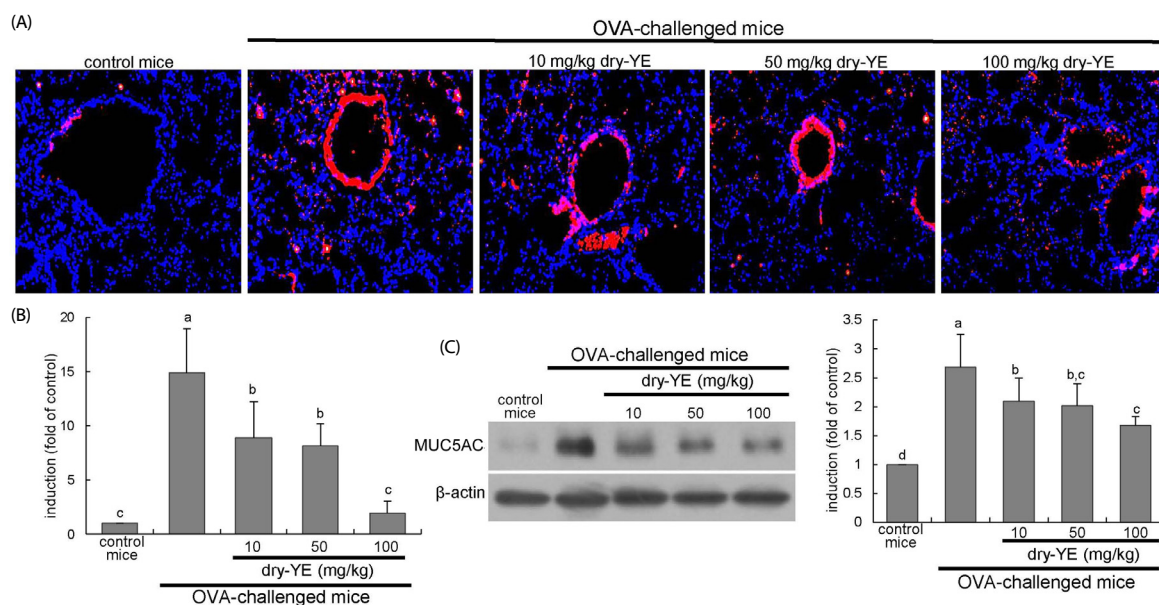 (A)
OVA-challenged mice
control mice
10 mg/kg dry-YE
50 mg/kg dry-YE
100 mg/kg dry-YE
(B)
induction (fold of control)
20
15
10
5
0
c
a
b
b
c
control
mice
10
50
100
dry-YE (mg/kg)
OVA-challenged mice
(C)
OVA-challenged mice
dry-YE (mg/kg)
control
mice
10
50
100
MUC5AC
β-actin
induction (fold of control)
3.5
3
2.5
2
1.5
1
0.5
0
d
a
b
b,c
c
control
mice
10
50
100
dry-YE (mg/kg)
OVA-challenged mice